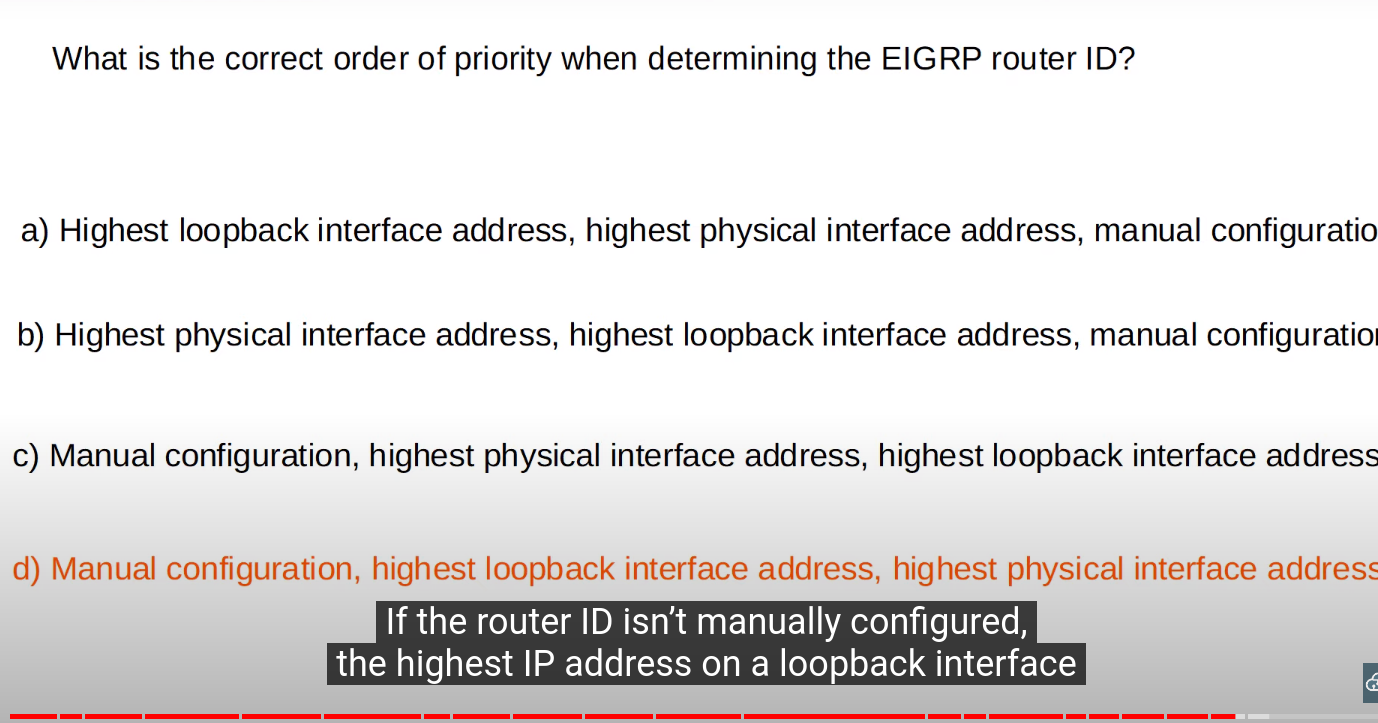 What is the correct order of priority when determining the EIGRP router ID?
a) Highest loopback interface address, highest physical interface address, manual configuratio
b) Highest physical interface address, highest loopback interface address, manual configuration
c) Manual configuration, highest physical interface address, highest loopback interface address
d) Manual configuration, highest loopback interface address, highest physical interface address
If the router ID isn’t manually configured,
the highest IP address on a loopback interface